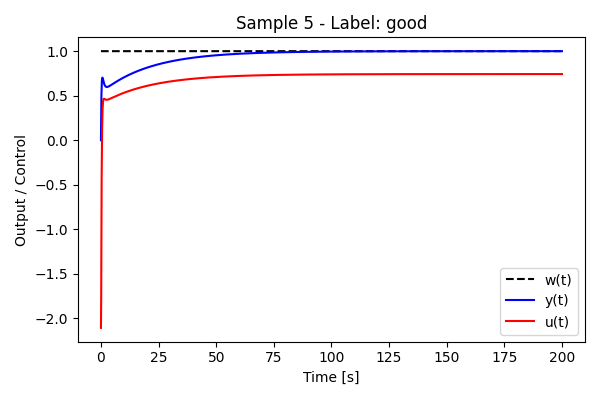 Sample 5 - Label: good
Output / Control
1.0
0.5
0.0
−0.5
−1.0
−1.5
−2.0
w(t)
y(t)
u(t)
0 25 50 75 100 125 150 175 200
Time [s]